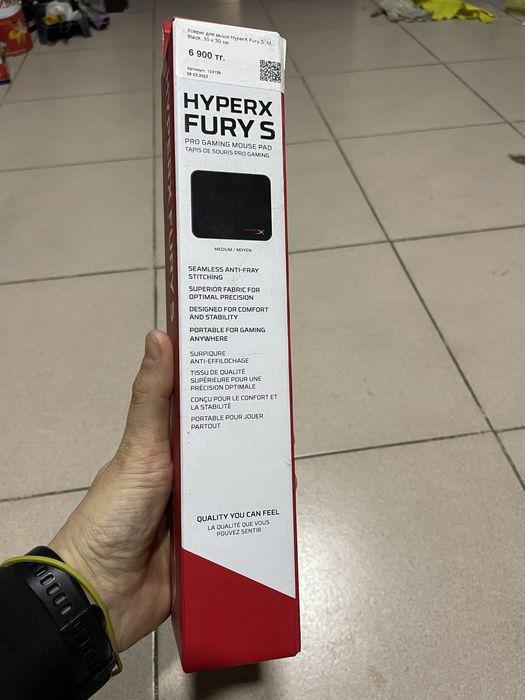 Коврик для мыши HyperX Fury S, M,
Black, 35 x 30 см
6 900 тг.
Артикул: 124139
06.03.2023
HYPERX
FURY S
PRO GAMING MOUSE PAD
TAPIS DE SOURIS PRO GAMING
MEDIUM / MOYEN
SEAMLESS ANTI-FRAY
STITCHING
SUPERIOR FABRIC FOR
OPTIMAL PRECISION
DESIGNED FOR COMFORT
AND STABILITY
PORTABLE FOR GAMING
ANYWHERE
SURPIQURE
ANTI-EFFILOCHAGE
TISSU DE QUALITÉ
SUPÉRIEURE POUR UNE
PRÉCISION OPTIMALE
CONÇU POUR LE CONFORT ET
LA STABILITÉ
PORTABLE POUR JOUER
PARTOUT
QUALITY YOU CAN FEEL
LA QUALITÉ QUE VOUS
POUVEZ SENTIR
FURY S